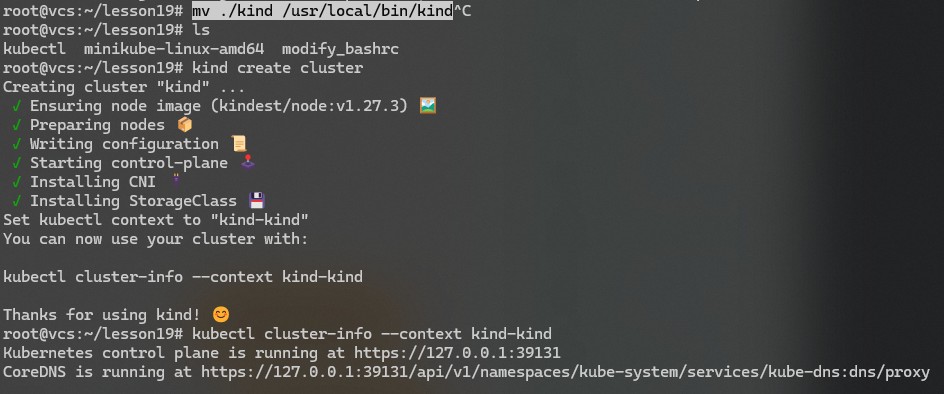 root@vcs:~/lesson19# mv ./kind /usr/local/bin/kind^C
root@vcs:~/lesson19# ls
kubectl  minikube-linux-amd64  modify_bashrc
root@vcs:~/lesson19# kind create cluster
Creating cluster "kind" ...
 ✓ Ensuring node image (kindest/node:v1.27.3) 🖼
 ✓ Preparing nodes 📦
 ✓ Writing configuration 📜
 ✓ Starting control-plane 🕹
 ✓ Installing CNI 🔌
 ✓ Installing StorageClass 💾
Set kubectl context to "kind-kind"
You can now use your cluster with:

kubectl cluster-info --context kind-kind

Thanks for using kind! 😊
root@vcs:~/lesson19# kubectl cluster-info --context kind-kind
Kubernetes control plane is running at https://127.0.0.1:39131
CoreDNS is running at https://127.0.0.1:39131/api/v1/namespaces/kube-system/services/kube-dns:dns/proxy